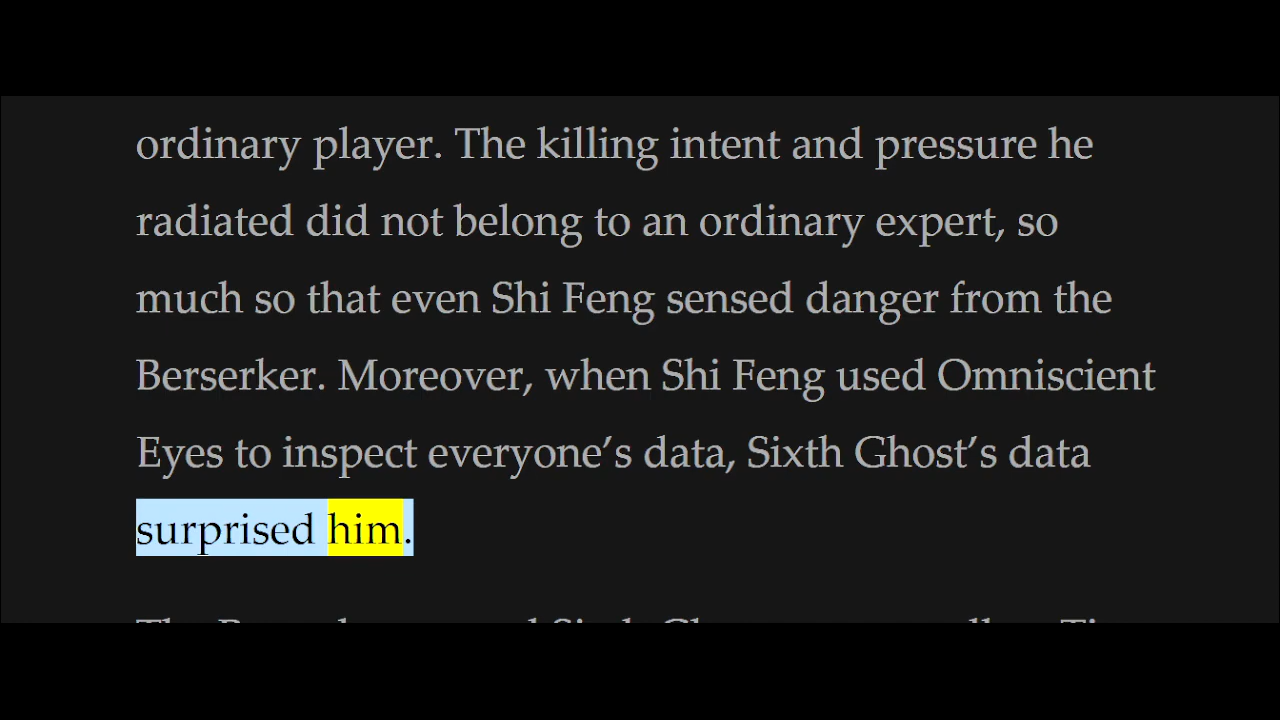 ordinary player. The killing intent and pressure he
radiated did not belong to an ordinary expert, so
much so that even Shi Feng sensed danger from the
Berserker. Moreover, when Shi Feng used Omniscient
Eyes to inspect everyone’s data, Sixth Ghost’s data
surprised him.